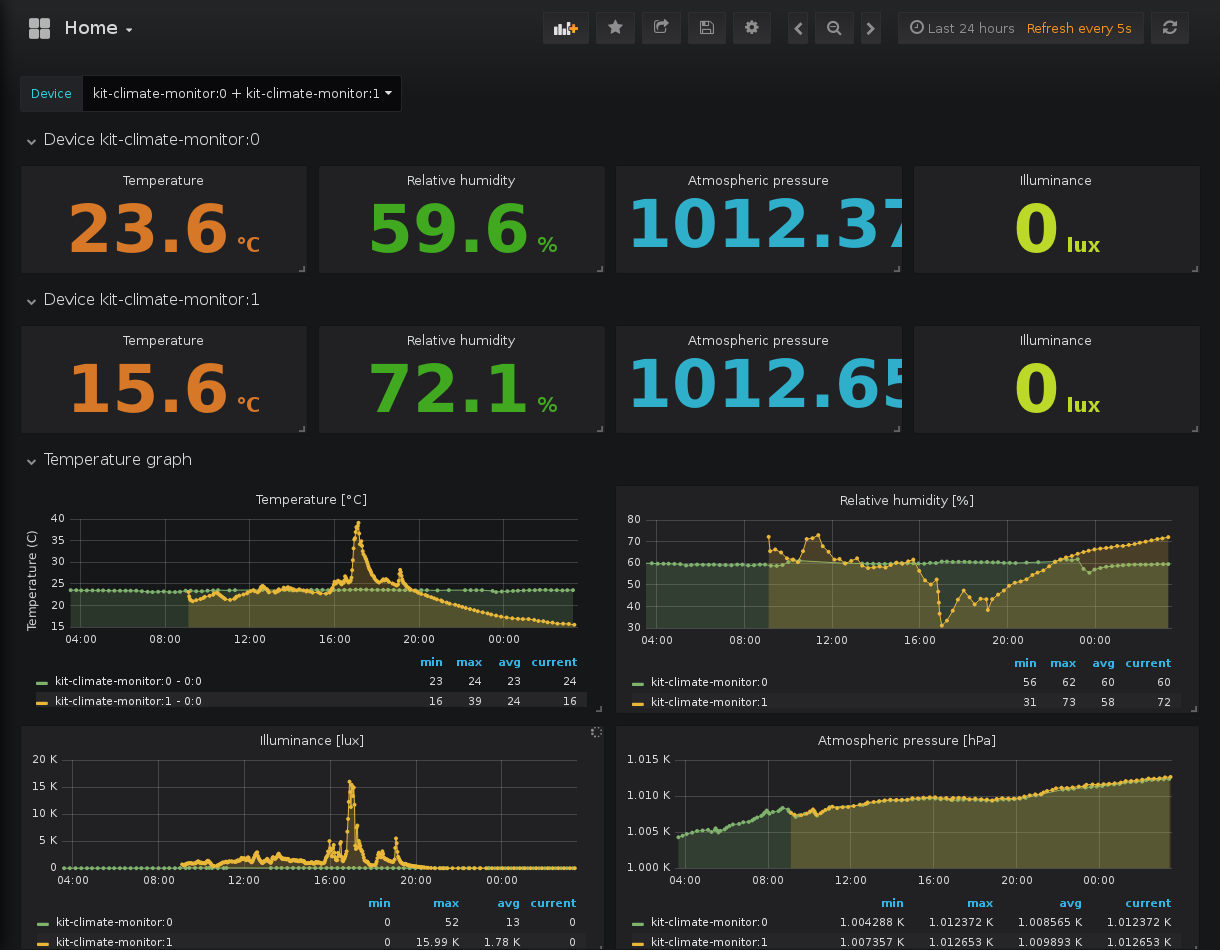 Home
Last 24 hours Refresh every 5s
Device kit-climate-monitor:0 + kit-climate-monitor:1
Device kit-climate-monitor:0
Temperature Relative humidity Atmospheric pressure Illuminance
23.6 °C 59.6 % 1012.37 0 lux
Device kit-climate-monitor:1
Temperature Relative humidity Atmospheric pressure Illuminance
15.6 °C 72.1 % 1012.65 0 lux
Temperature graph
Temperature [°C]
Temperature (C)
40
35
30
25
20
15
04:00 08:00 12:00 16:00 20:00 00:00
min max avg current
kit-climate-monitor:0 - 0:0 23 24 23 24
kit-climate-monitor:1 - 0:0 16 39 24 16
Relative humidity [%]
80
70
60
50
40
30
04:00 08:00 12:00 16:00 20:00 00:00
min max avg current
kit-climate-monitor:0 56 62 60 60
kit-climate-monitor:1 31 73 58 72
Illuminance [lux]
20 K
15 K
10 K
5 K
0
04:00 08:00 12:00 16:00 20:00 00:00
min max avg current
kit-climate-monitor:0 0 52 13 0
kit-climate-monitor:1 0 15.99 K 1.78 K 0
Atmospheric pressure [hPa]
1.015 K
1.010 K
1.005 K
1.000 K
04:00 08:00 12:00 16:00 20:00 00:00
min max avg current
kit-climate-monitor:0 1.004288 K 1.012372 K 1.008565 K 1.012372 K
kit-climate-monitor:1 1.007357 K 1.012653 K 1.009893 K 1.012653 K